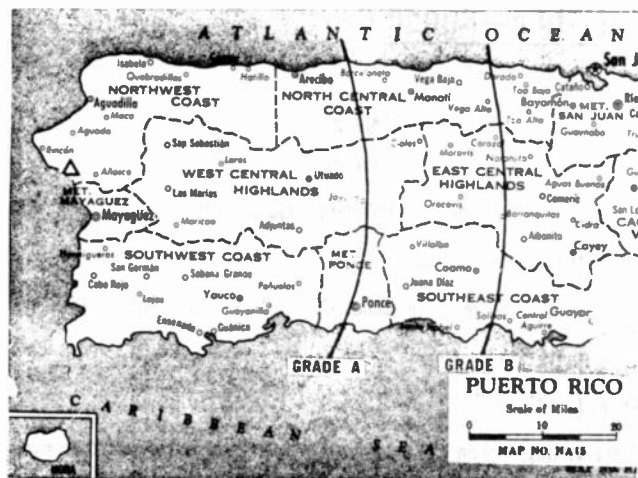 ATLANTIC OCEAN
San J
Isabela
Quebradillas
Hatillo
Arecibo
Barceloneta
Vega Baja
Dorado
Toa Baja
Cataño
Aguadilla
Moca
NORTHWEST
COAST
NORTH CENTRAL
COAST
Manatí
Vega Alta
Bayamón
Toa Alta
MET.
SAN JUAN
Guaynabo
Aguada
Rincón
San Sebastián
Lares
Ciales
Morovis
Corozal
Naranjito
Añasco
WEST CENTRAL
HIGHLANDS
Utuado
EAST CENTRAL
HIGHLANDS
Aguas Buenas
MET.
MAYAGUEZ
Las Marías
Orocovis
Comerío
Mayagüez
Maricao
Adjuntas
Barranquitas
Cidra
Aibonito
Cayey
SOUTHWEST COAST
MET.
PONCE
Villalba
San Germán
Sabana Grande
Peñuelas
Coamo
Cabo Rojo
Juana Díaz
Lajas
Yauco
Guayanilla
Ponce
SOUTHEAST COAST
Ensenada
Guánica
Central
Aguirre
GRADE A
GRADE B
PUERTO RICO
Scale of Miles
0 10 20
MAP NO. NA15
CARIBBEAN SEA
MONA